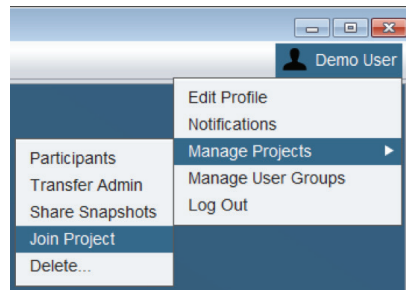 Demo User
Edit Profile
Notifications
Manage Projects
Manage User Groups
Log Out
Participants
Transfer Admin
Share Snapshots
Join Project
Delete...